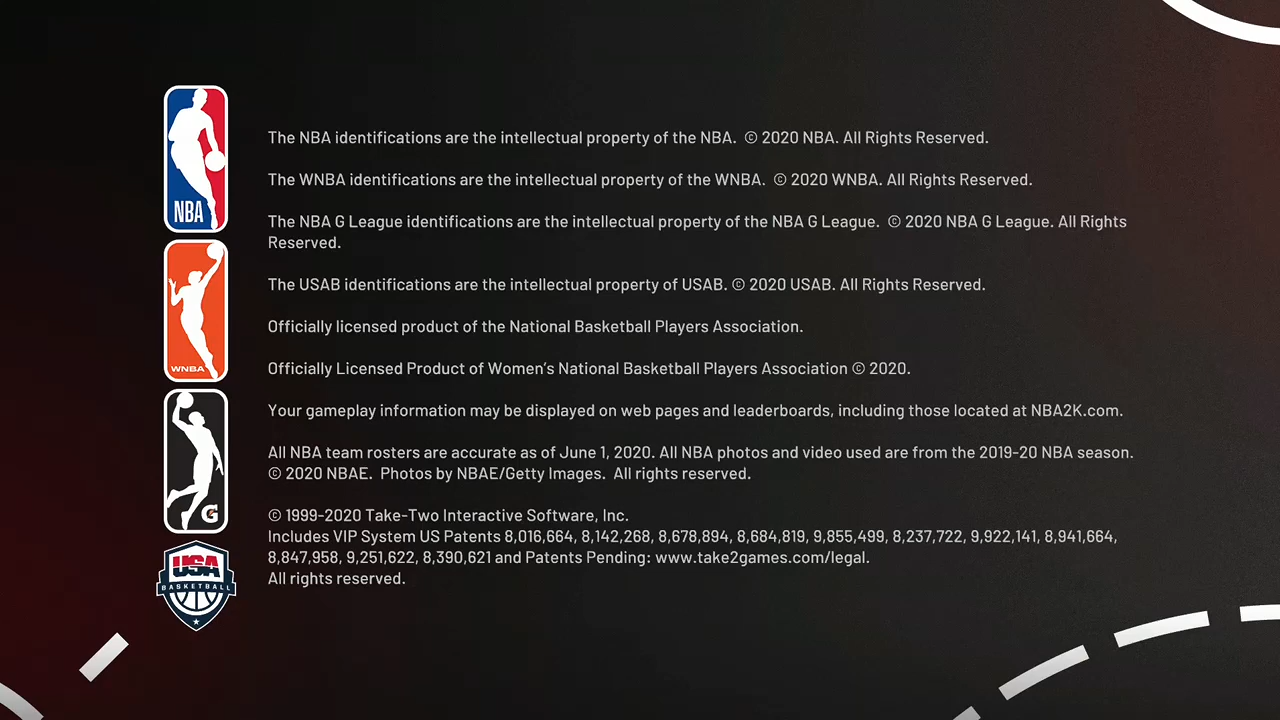 NBA
The NBA identifications are the intellectual property of the NBA.  © 2020 NBA. All Rights Reserved.
The WNBA identifications are the intellectual property of the WNBA.  © 2020 WNBA. All Rights Reserved.
The NBA G League identifications are the intellectual property of the NBA G League.  © 2020 NBA G League. All Rights
Reserved.
WNBA
The USAB identifications are the intellectual property of USAB. © 2020 USAB. All Rights Reserved.
Officially licensed product of the National Basketball Players Association.
Officially Licensed Product of Women's National Basketball Players Association © 2020.
Your gameplay information may be displayed on web pages and leaderboards, including those located at NBA2K.com.
All NBA team rosters are accurate as of June 1, 2020. All NBA photos and video used are from the 2019-20 NBA season.
© 2020 NBAE.  Photos by NBAE/Getty Images.  All rights reserved.
G
© 1999-2020 Take-Two Interactive Software, Inc.
Includes VIP System US Patents 8,016,664, 8,142,268, 8,678,894, 8,684,819, 9,855,499, 8,237,722, 9,922,141, 8,941,664,
8,847,958, 9,251,622, 8,390,621 and Patents Pending: www.take2games.com/legal.
All rights reserved.
USA
BASKETBALL